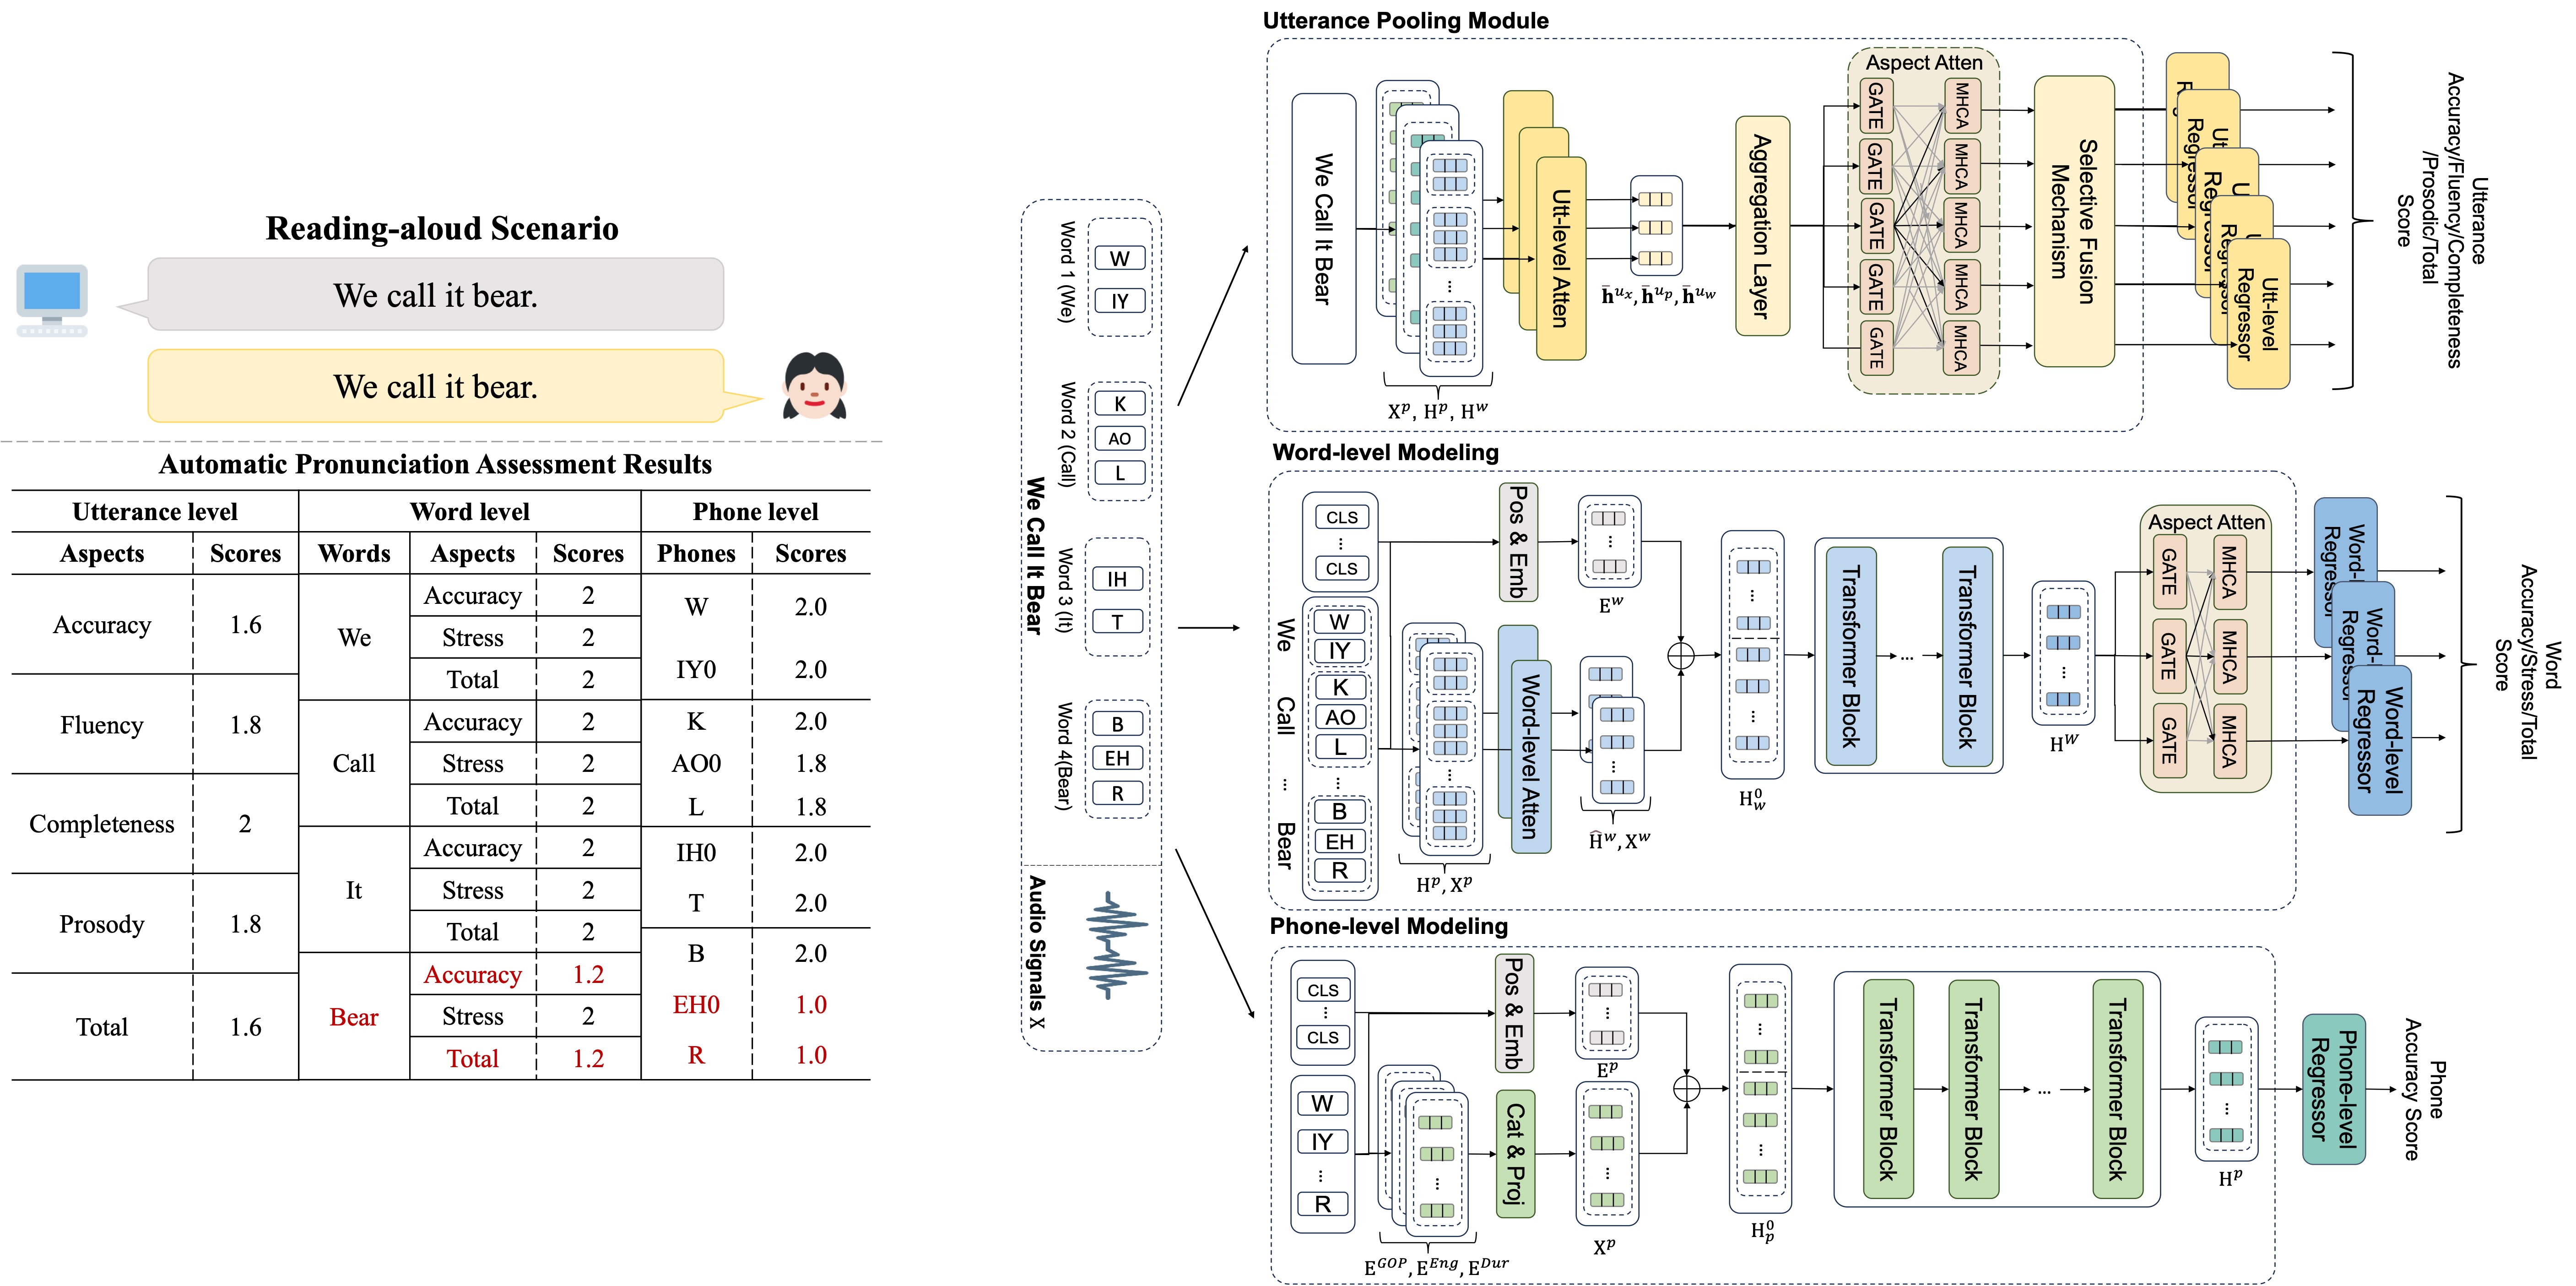 Reading-aloud Scenario
We call it bear.
We call it bear.
Automatic Pronunciation Assessment Results
Utterance level Word level Phone level
Aspects Scores Words Aspects Scores Phones Scores
Accuracy 1.6
Fluency 1.8
Completeness 2
Prosody 1.8
Total 1.6
We
Accuracy 2
Stress 2
Total 2
Call
Accuracy 2
Stress 2
Total 2
It
Accuracy 2
Stress 2
Total 2
Bear
Accuracy 1.2
Stress 2
Total 1.2
W 2.0
IY0 2.0
K 2.0
AO0 1.8
L 1.8
IH0 2.0
T 2.0
B 2.0
EH0 1.0
R 1.0
We Call It Bear
Word 1 (We)
W
IY
Word 2 (Call)
K
AO
L
Word 3 (It)
IH
T
Word 4(Bear)
B
EH
R
Audio Signals X
Utterance Pooling Module
We Call It Bear
X^p, H^p, H^w
Utt-level Atten
h̄^{u_x}, h̄^{u_p}, h̄^{u_w}
Aggregation Layer
Aspect Atten
GATE MHCA
GATE MHCA
GATE MHCA
GATE MHCA
GATE MHCA
Selective Fusion
Mechanism
Utt-level
Regressor
Utterance
Accuracy/Fluency/Completeness
/Prosodic/Total
Score
Word-level Modeling
CLS
⋮
CLS
We
W
IY
Call
K
AO
L
...
Bear
B
EH
R
Pos & Emb
E^w
H^p, X^p
Word-level Atten
Ĥ^w, X^w
H_w^0
Transformer Block
...
Transformer Block
H^w
Aspect Atten
GATE MHCA
GATE MHCA
GATE MHCA
Word-level
Regressor
Word-level
Regressor
Word-level
Regressor
Word
Accuracy/Stress/Total
Score
Phone-level Modeling
CLS
⋮
CLS
W
IY
⋮
R
Pos & Emb
E^p
E^{GOP}, E^{Eng}, E^{Dur}
Cat & Proj
X^p
H_p^0
Transformer Block
Transformer Block
...
Transformer Block
H^p
Phone-level
Regressor
Phone
Accuracy Score